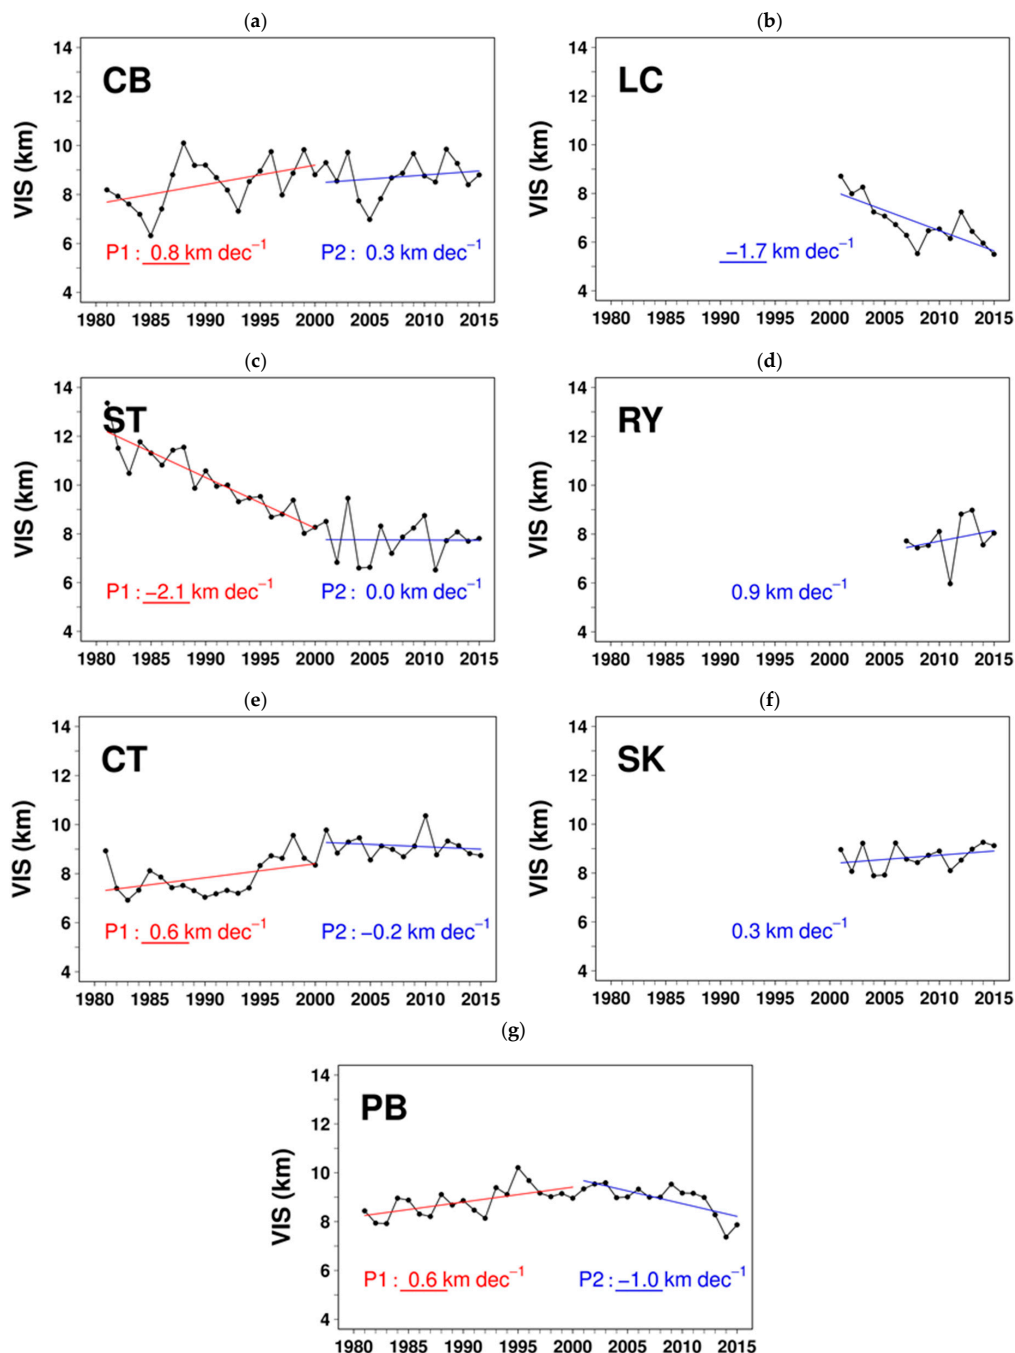 (a)
CB
VIS (km)
14
12
10
8
6
4
P1 : 0.8 km dec⁻¹
P2 : 0.3 km dec⁻¹
1980 1985 1990 1995 2000 2005 2010 2015
(b)
LC
VIS (km)
14
12
10
8
6
4
−1.7 km dec⁻¹
1980 1985 1990 1995 2000 2005 2010 2015
(c)
ST
VIS (km)
14
12
10
8
6
4
P1 : −2.1 km dec⁻¹
P2 : 0.0 km dec⁻¹
1980 1985 1990 1995 2000 2005 2010 2015
(d)
RY
VIS (km)
14
12
10
8
6
4
0.9 km dec⁻¹
1980 1985 1990 1995 2000 2005 2010 2015
(e)
CT
VIS (km)
14
12
10
8
6
4
P1 : 0.6 km dec⁻¹
P2 : −0.2 km dec⁻¹
1980 1985 1990 1995 2000 2005 2010 2015
(f)
SK
VIS (km)
14
12
10
8
6
4
0.3 km dec⁻¹
1980 1985 1990 1995 2000 2005 2010 2015
(g)
PB
VIS (km)
14
12
10
8
6
4
P1 : 0.6 km dec⁻¹
P2 : −1.0 km dec⁻¹
1980 1985 1990 1995 2000 2005 2010 2015